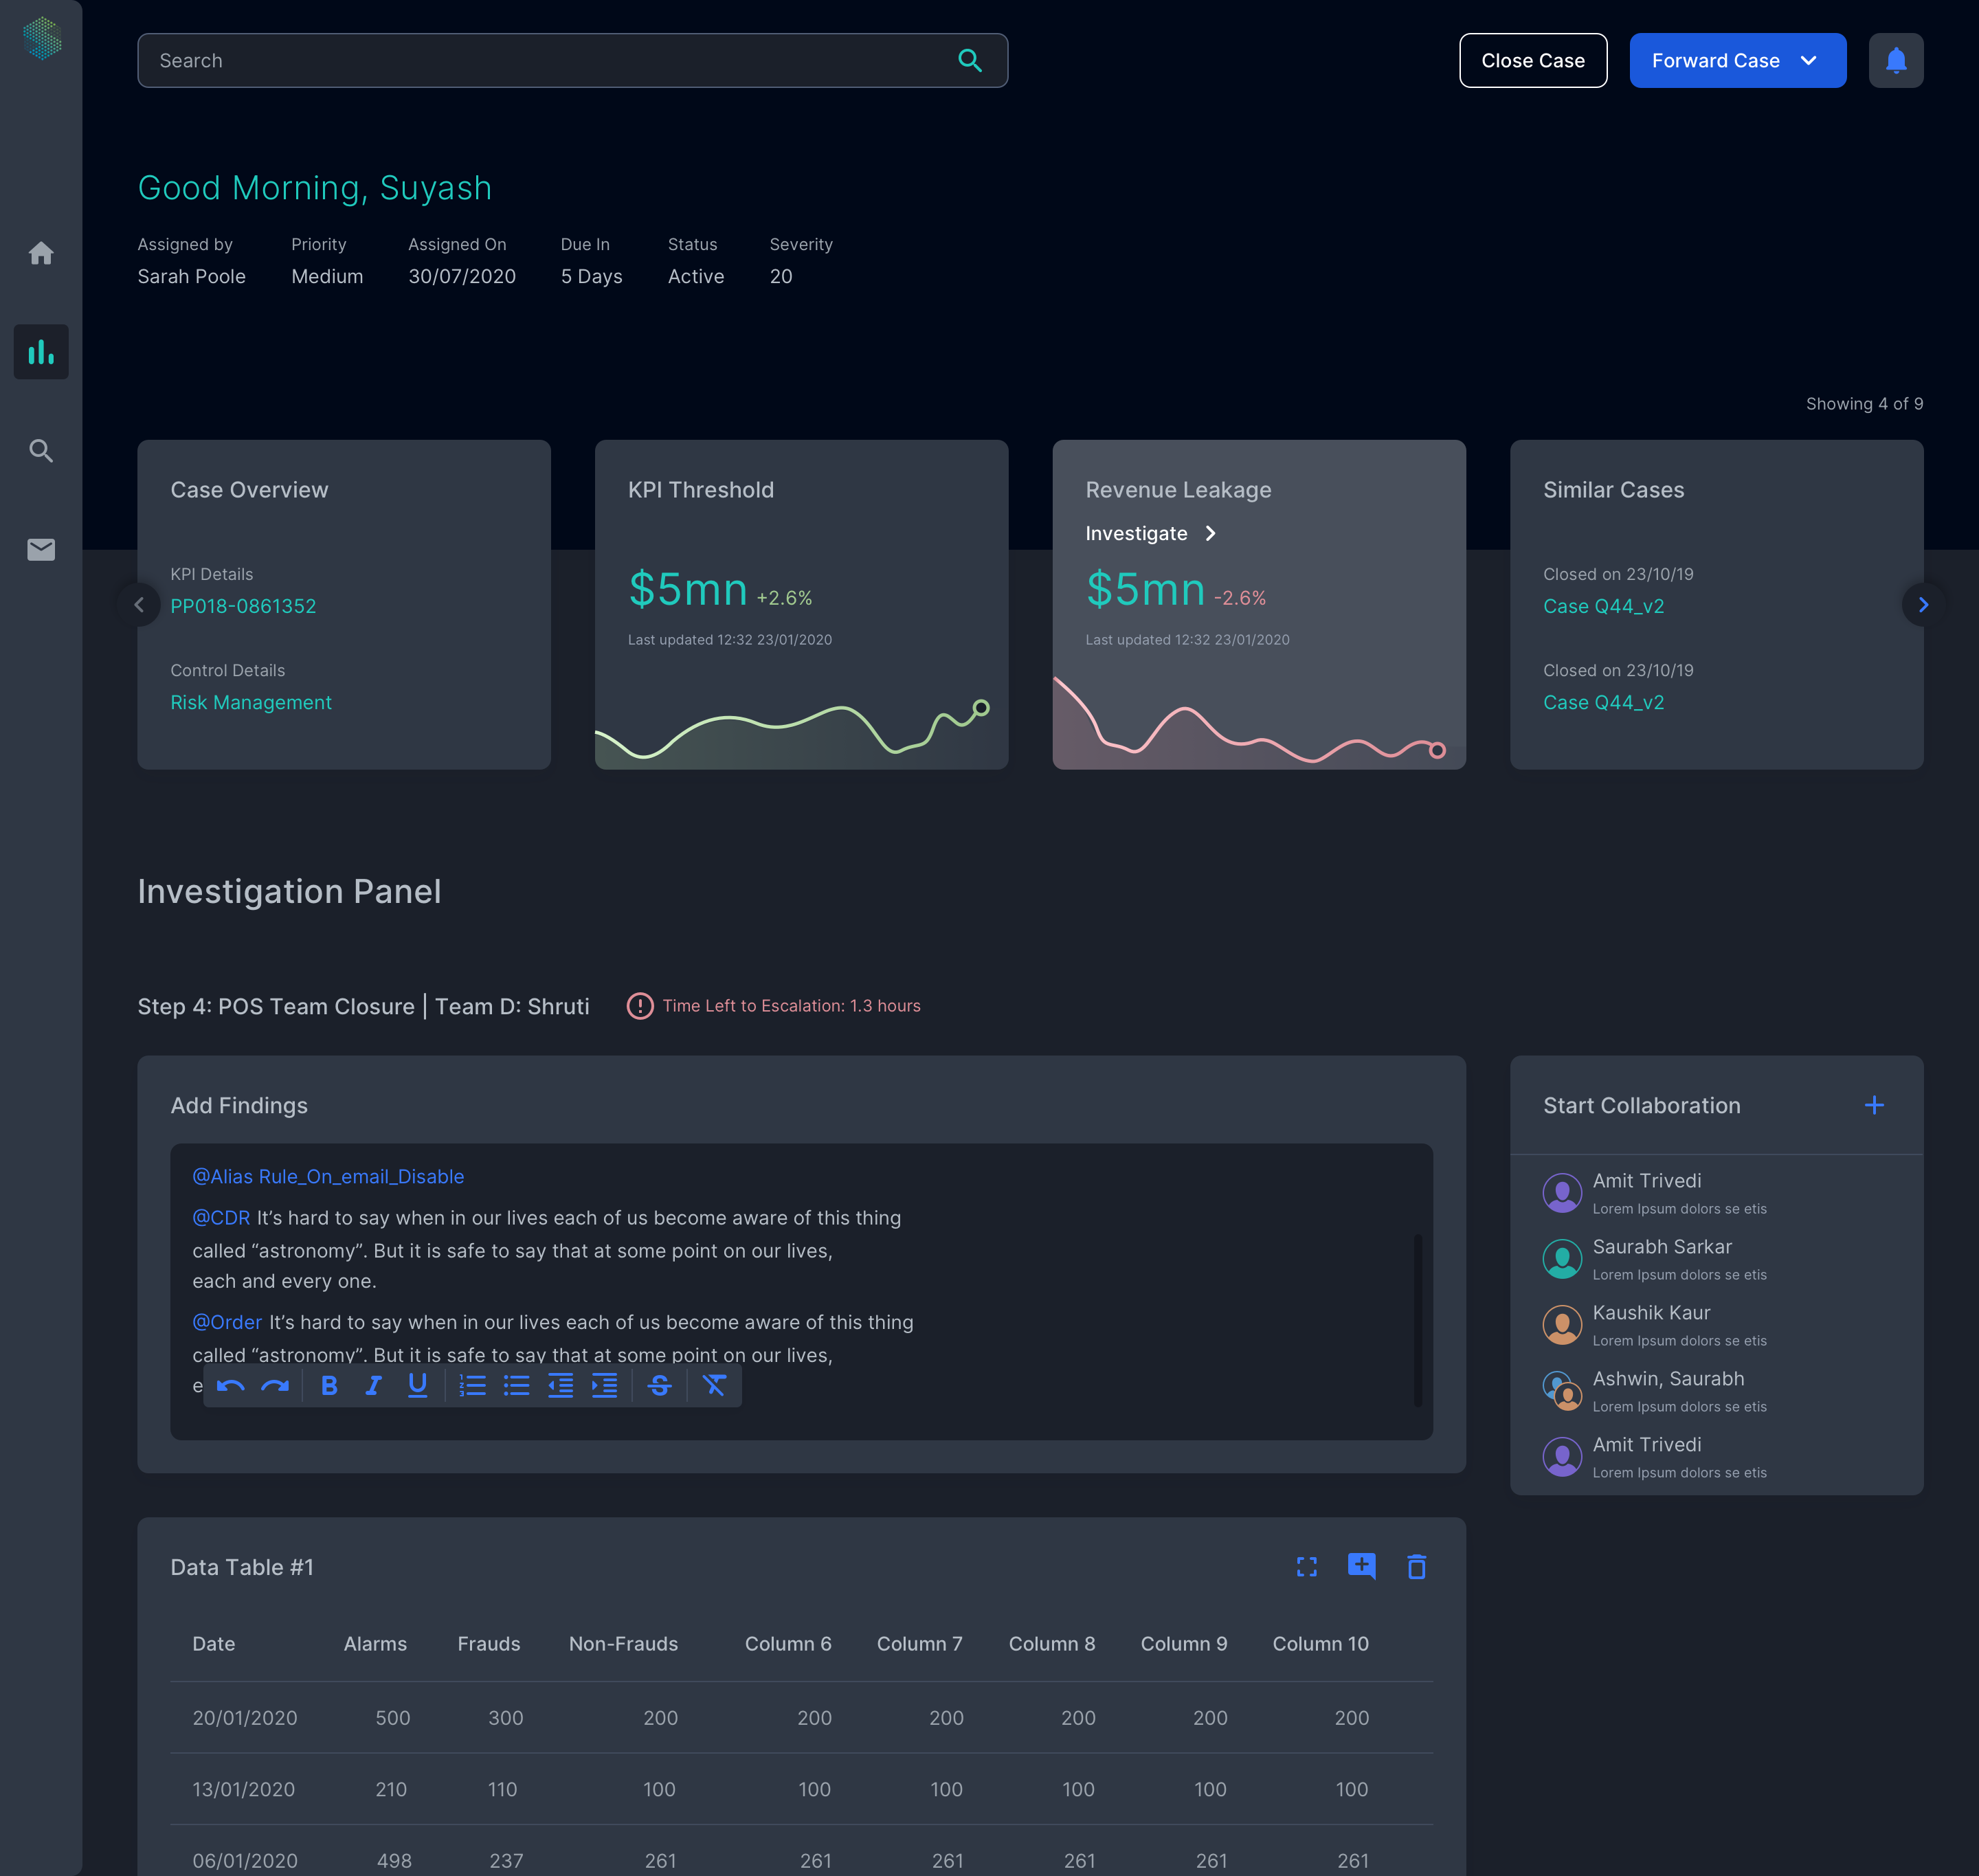 Search
Close Case
Forward Case
Good Morning, Suyash
Assigned by Priority Assigned On Due In Status Severity
Sarah Poole Medium 30/07/2020 5 Days Active 20
Showing 4 of 9
Case Overview
KPI Details
PP018-0861352
Control Details
Risk Management
KPI Threshold
$5mn +2.6%
Last updated 12:32 23/01/2020
Revenue Leakage
Investigate
$5mn -2.6%
Last updated 12:32 23/01/2020
Similar Cases
Closed on 23/10/19
Case Q44_v2
Closed on 23/10/19
Case Q44_v2
Investigation Panel
Step 4: POS Team Closure | Team D: Shruti
Time Left to Escalation: 1.3 hours
Add Findings
@Alias Rule_On_email_Disable
@CDR It’s hard to say when in our lives each of us become aware of this thing
called “astronomy”. But it is safe to say that at some point on our lives,
each and every one.
@Order It’s hard to say when in our lives each of us become aware of this thing
called “astronomy”. But it is safe to say that at some point on our lives,
e
B I U S
Start Collaboration
Amit Trivedi
Lorem Ipsum dolors se etis
Saurabh Sarkar
Lorem Ipsum dolors se etis
Kaushik Kaur
Lorem Ipsum dolors se etis
Ashwin, Saurabh
Lorem Ipsum dolors se etis
Amit Trivedi
Lorem Ipsum dolors se etis
Data Table #1
Date Alarms Frauds Non-Frauds Column 6 Column 7 Column 8 Column 9 Column 10
20/01/2020 500 300 200 200 200 200 200 200
13/01/2020 210 110 100 100 100 100 100 100
06/01/2020 498 237 261 261 261 261 261 261